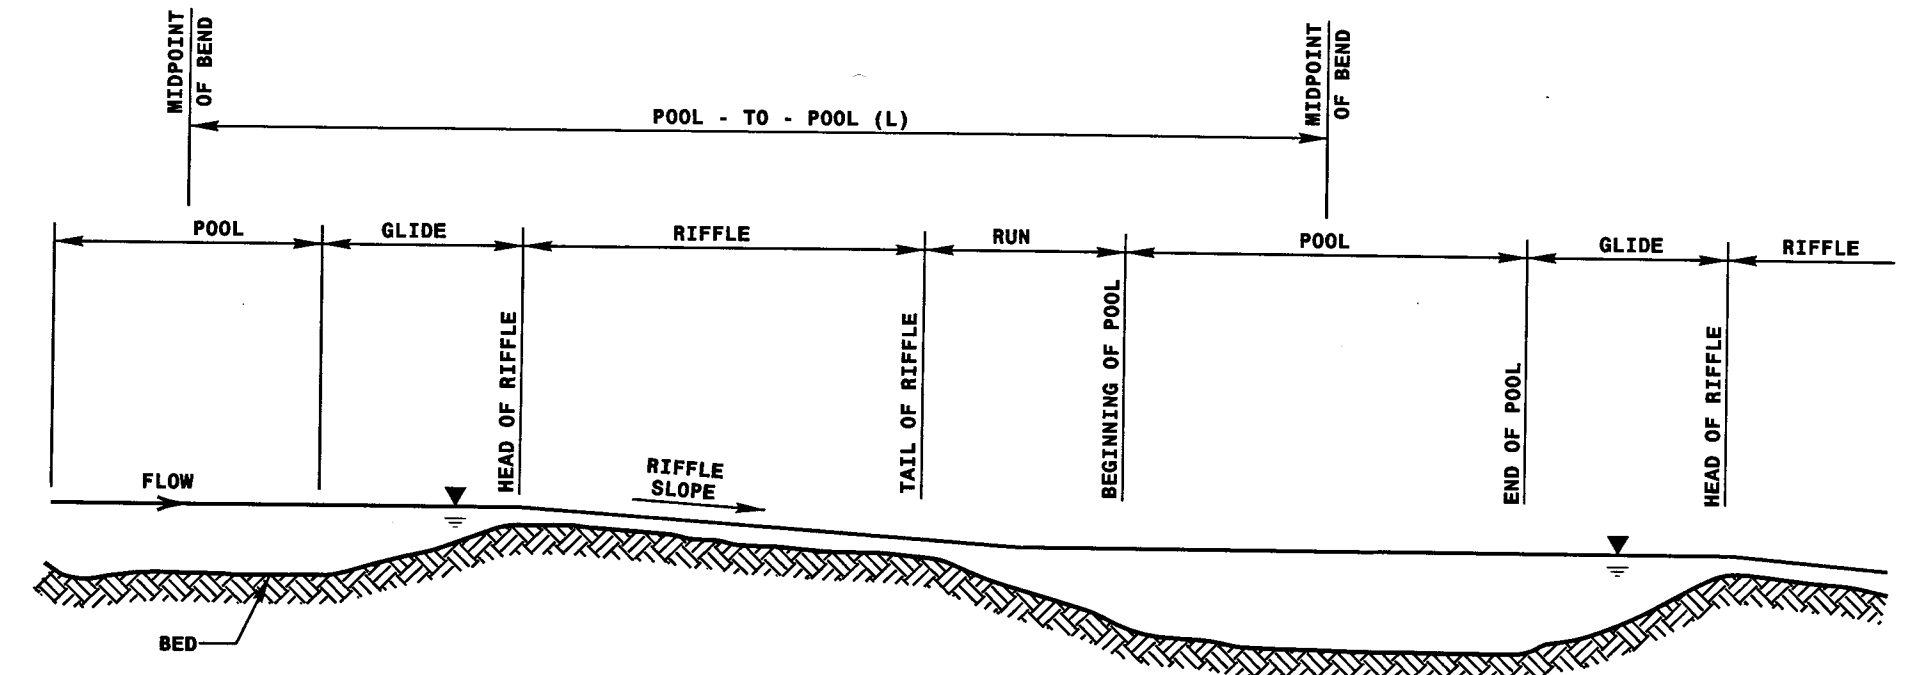 MIDPOINT
OF BEND
MIDPOINT
OF BEND
POOL - TO - POOL (L)
POOL
GLIDE
RIFFLE
RUN
POOL
GLIDE
RIFFLE
HEAD OF RIFFLE
TAIL OF RIFFLE
BEGINNING OF POOL
END OF POOL
HEAD OF RIFFLE
FLOW
RIFFLE
SLOPE
BED